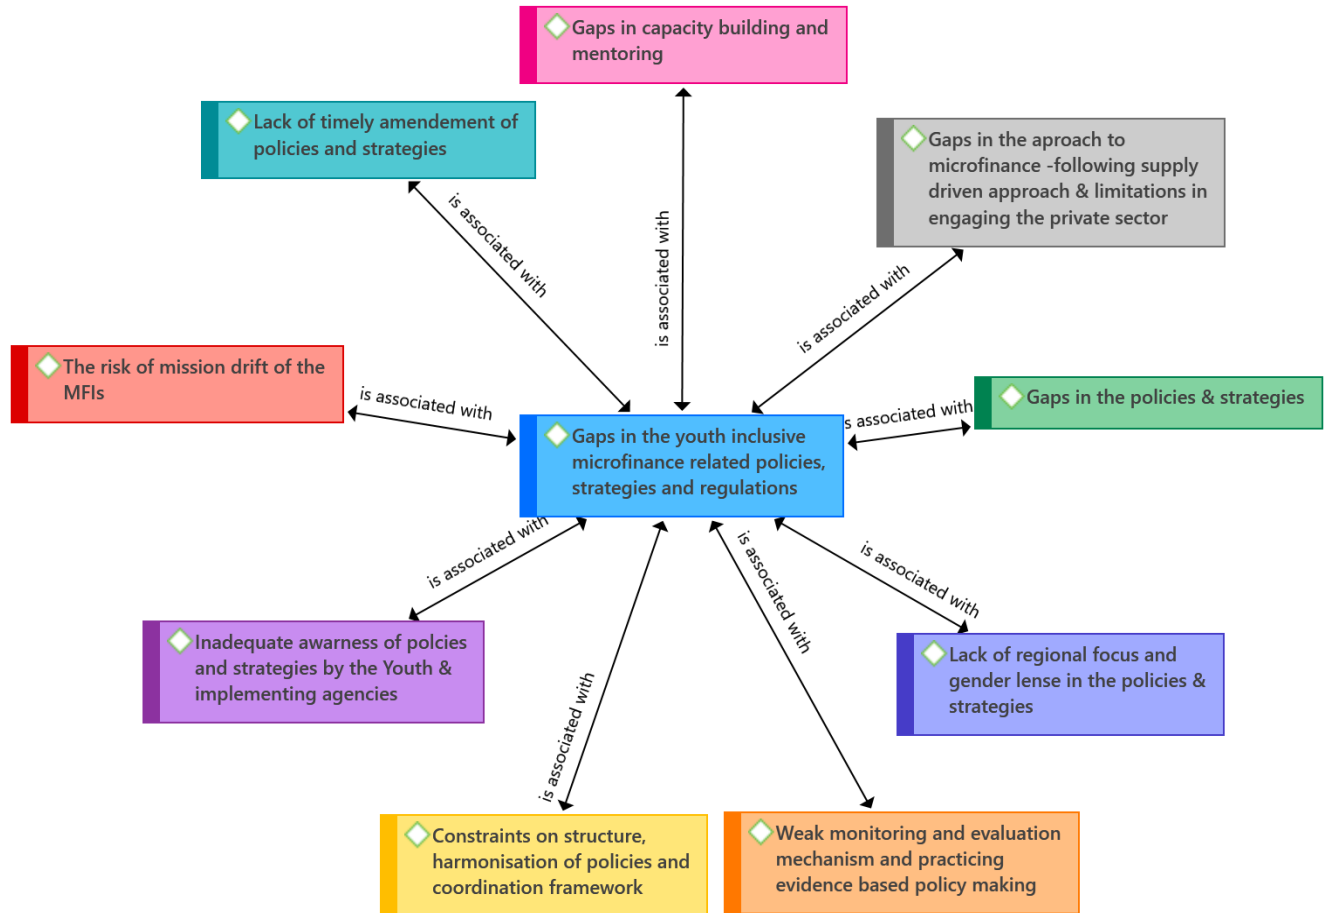 Gaps in capacity building and
mentoring
Lack of timely amendement of
policies and strategies
Gaps in the aproach to
microfinance -following supply
driven approach & limitations in
engaging the private sector
is associated with
is associated with
is associated with
The risk of mission drift of the
MFIs
is associated with
Gaps in the policies & strategies
s associated with
Gaps in the youth inclusive
microfinance related policies,
strategies and regulations
is associated with
is associated with
is associated with
is associated with
Inadequate awarness of polcies
and strategies by the Youth &
implementing agencies
Lack of regional focus and
gender lense in the policies &
strategies
Constraints on structure,
harmonisation of policies and
coordination framework
Weak monitoring and evaluation
mechanism and practicing
evidence based policy making